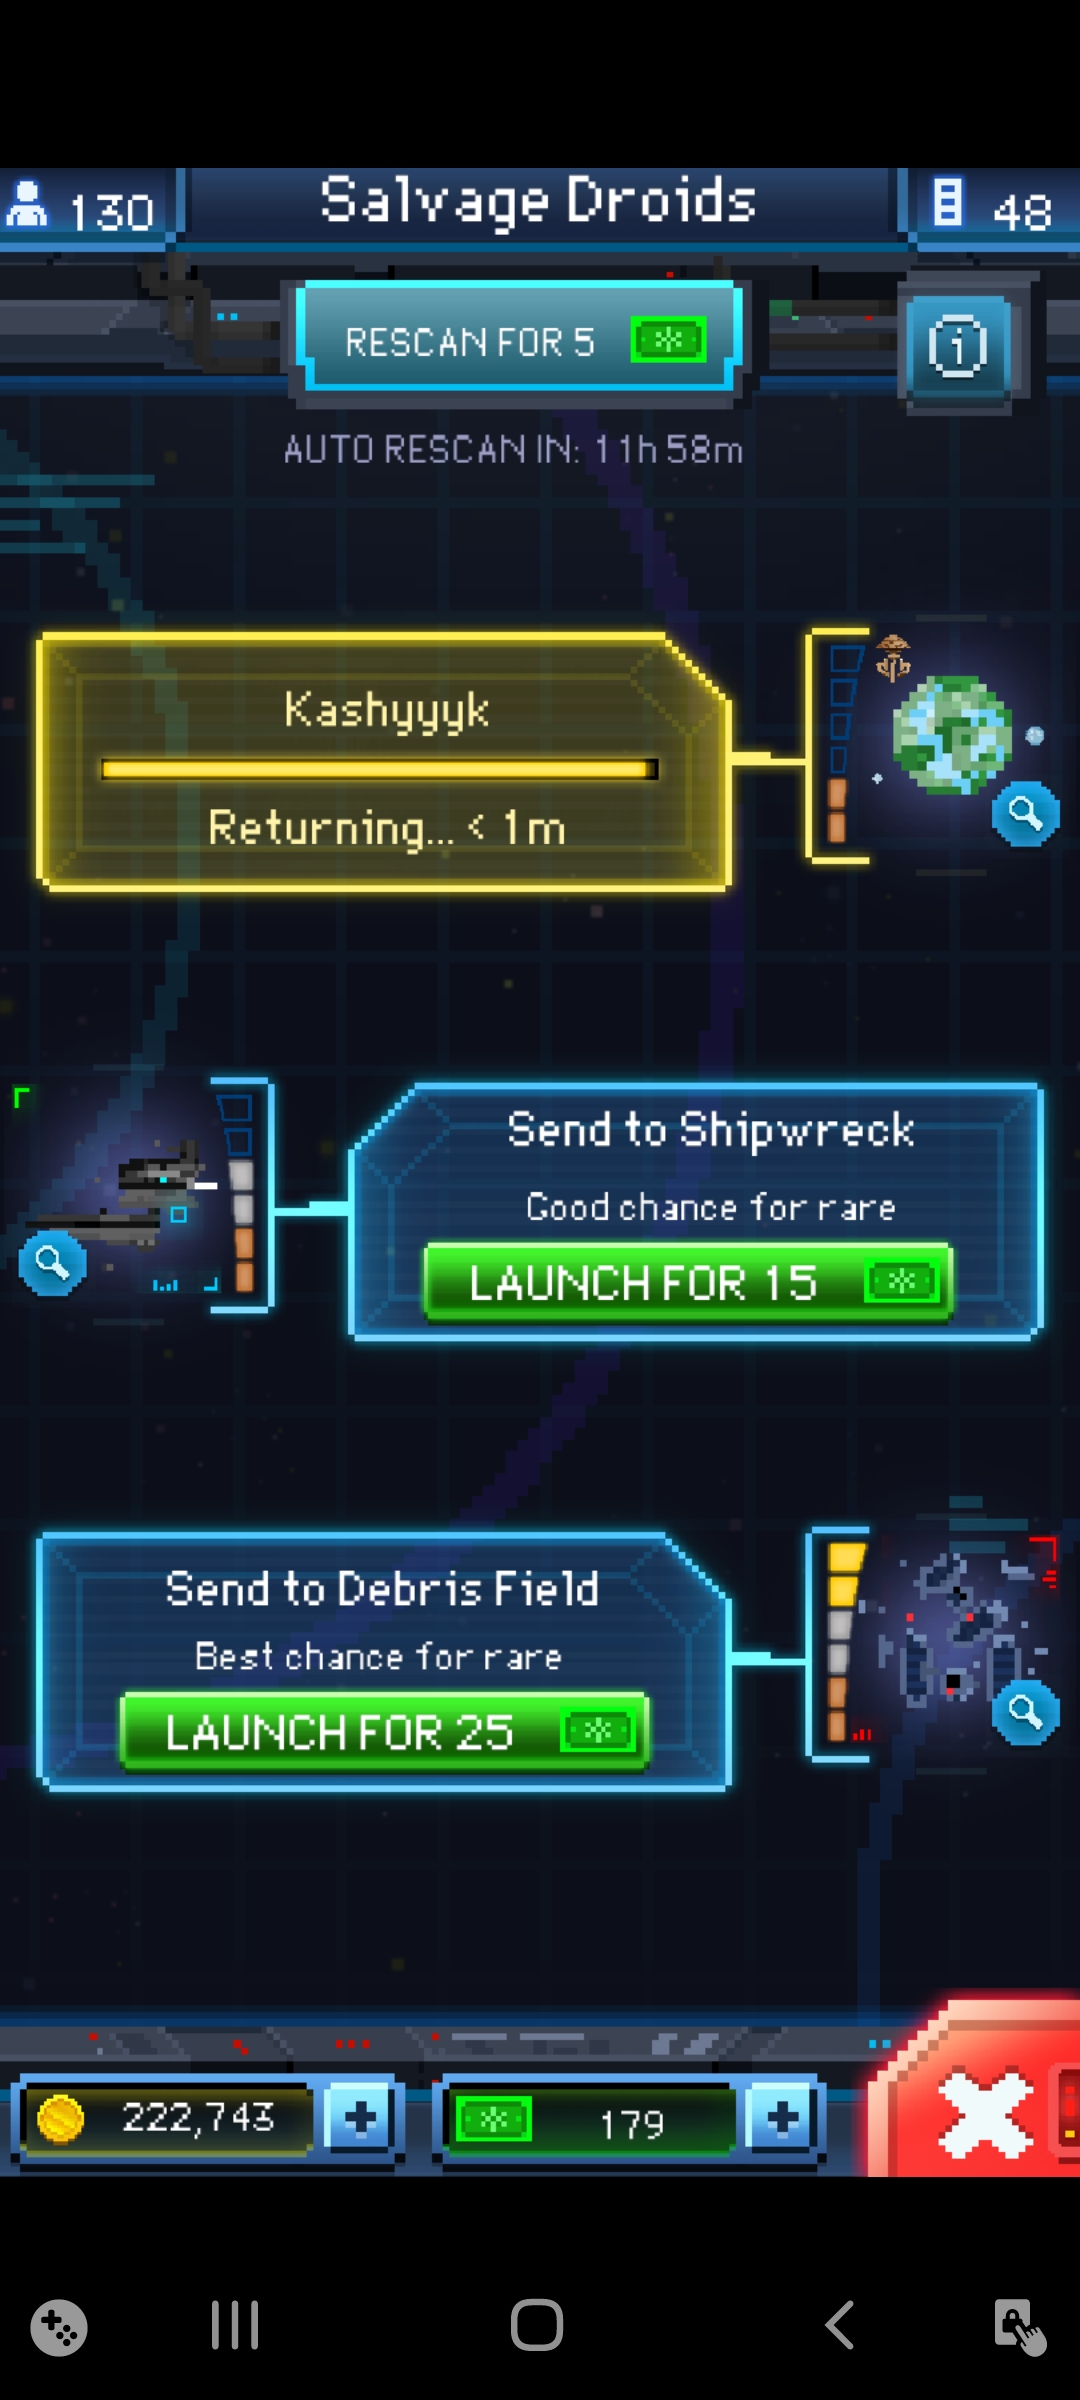 130
Salvage Droids
48
RESCAN FOR 5
AUTO RESCAN IN: 11h 58m
Kashyyyk
Returning... < 1m
Send to Shipwreck
Good chance for rare
LAUNCH FOR 15
Send to Debris Field
Best chance for rare
LAUNCH FOR 25
222,743
179